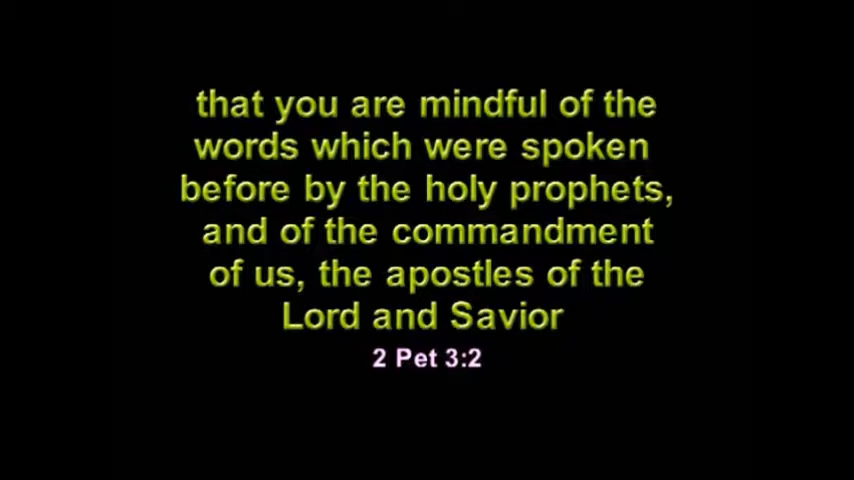 that you are mindful of the
words which were spoken
before by the holy prophets,
and of the commandment
of us, the apostles of the
Lord and Savior
2 Pet 3:2